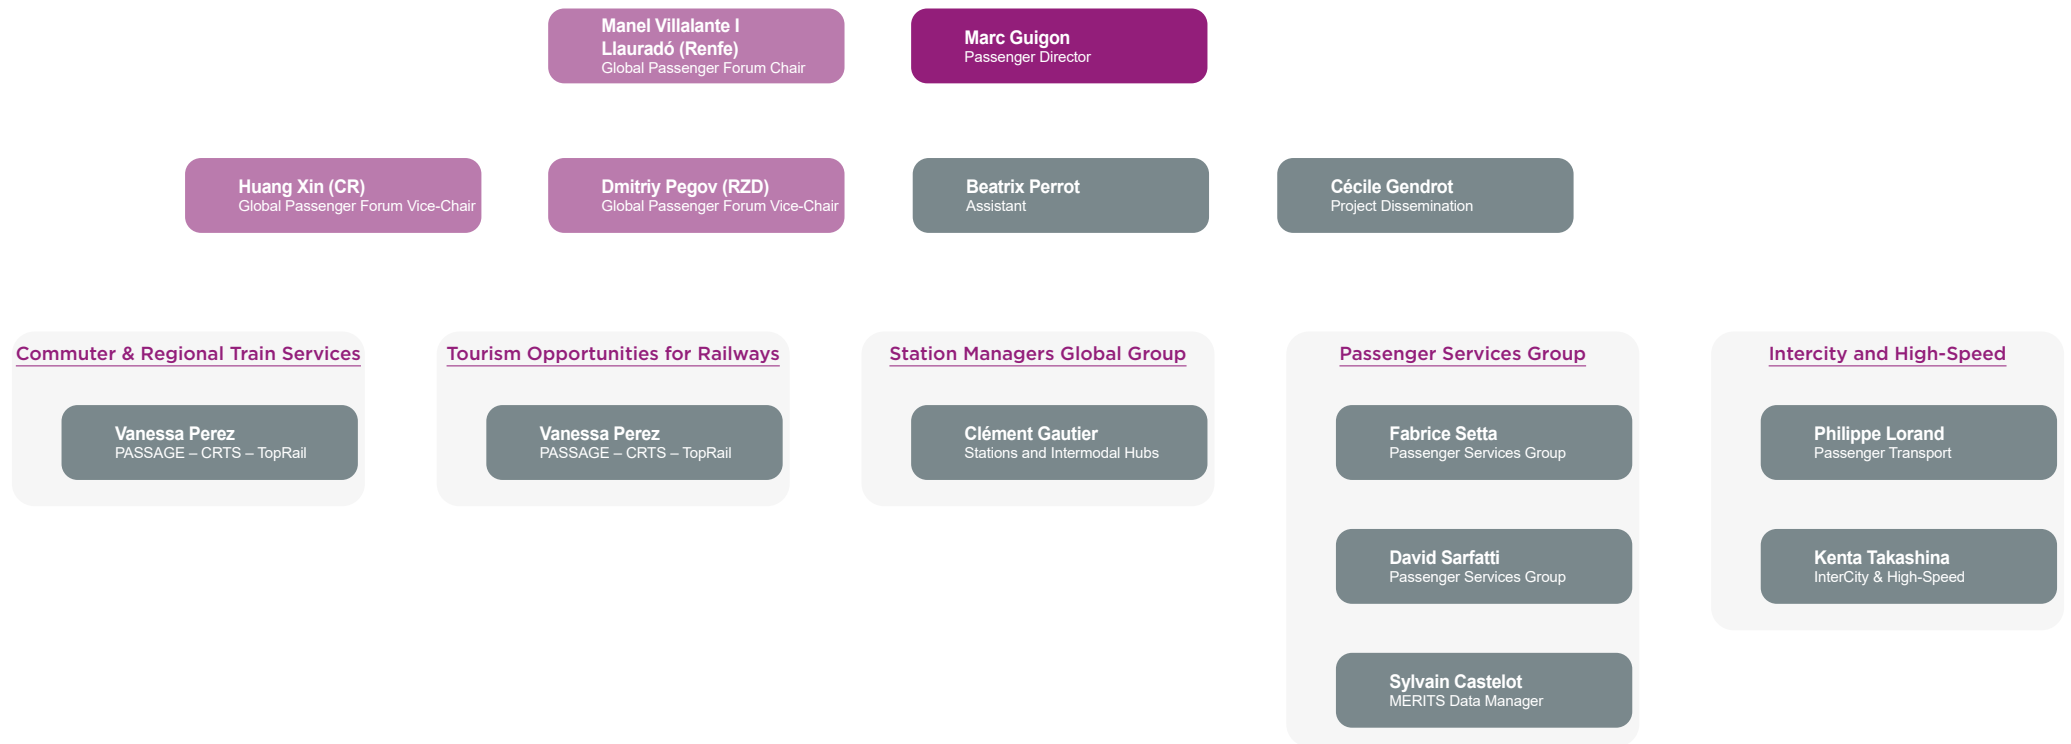 Manel Villalante I
Llauradó (Renfe)
Global Passenger Forum Chair
Marc Guigon
Passenger Director
Huang Xin (CR)
Global Passenger Forum Vice-Chair
Dmitriy Pegov (RZD)
Global Passenger Forum Vice-Chair
Beatrix Perrot
Assistant
Cécile Gendrot
Project Dissemination
Commuter & Regional Train Services
Vanessa Perez
PASSAGE – CRTS – TopRail
Tourism Opportunities for Railways
Vanessa Perez
PASSAGE – CRTS – TopRail
Station Managers Global Group
Clément Gautier
Stations and Intermodal Hubs
Passenger Services Group
Fabrice Setta
Passenger Services Group
David Sarfatti
Passenger Services Group
Sylvain Castelot
MERITS Data Manager
Intercity and High-Speed
Philippe Lorand
Passenger Transport
Kenta Takashina
InterCity & High-Speed